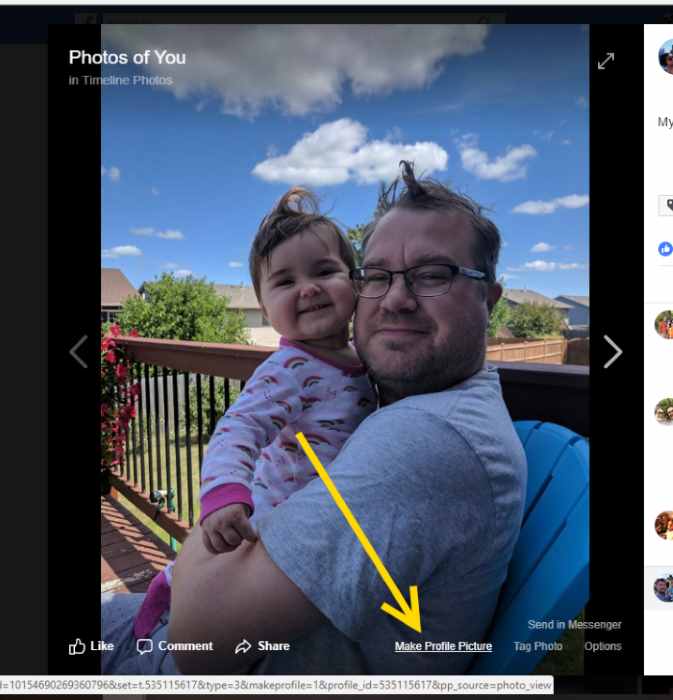 Photos of You
in Timeline Photos
My
Send in Messenger
Like Comment Share Make Profile Picture Tag Photo Options
d=10154690269360796&set=t.535115617&type=3&makeprofile=1&profile_id=535115617&pp_source=photo_view